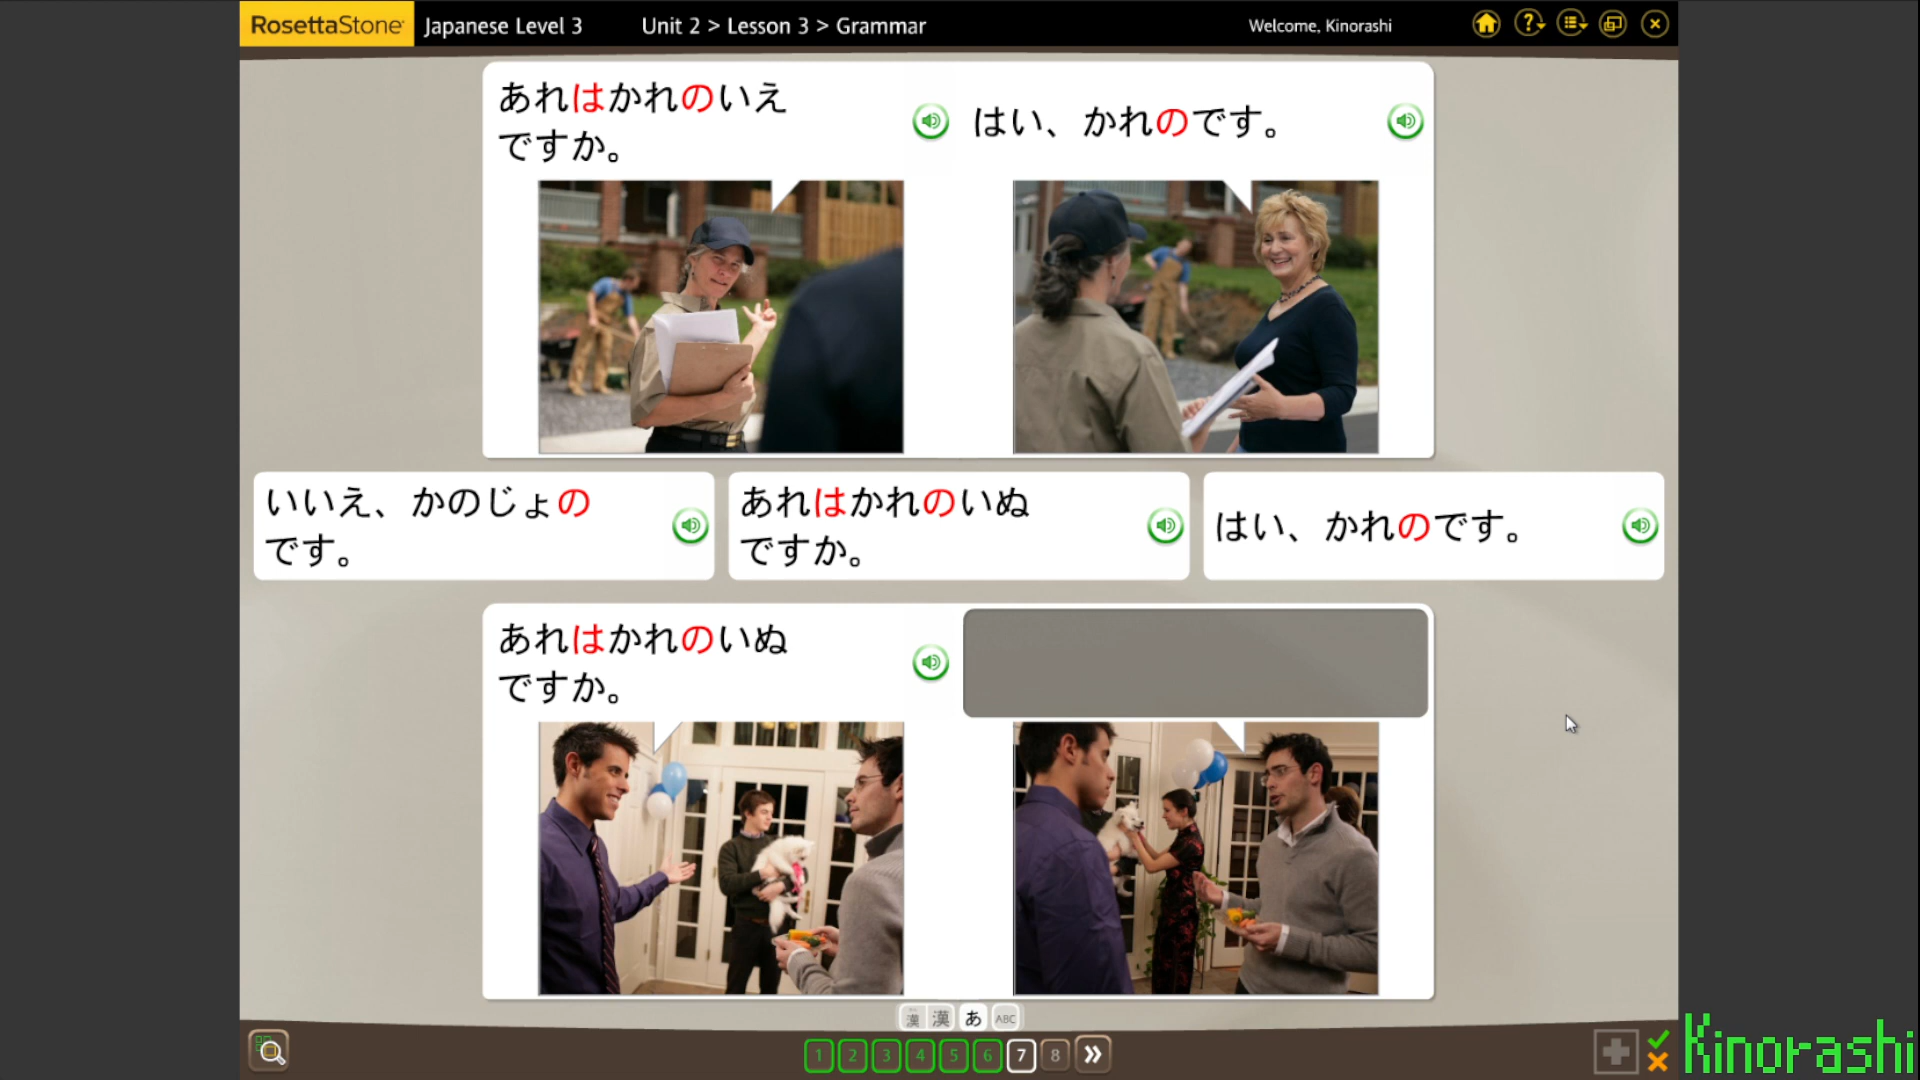 RosettaStone
Japanese Level 3
Unit 2 > Lesson 3 > Grammar
Welcome, Kinorashi
あれはかれのいえ
ですか。
はい、かれのです。
いいえ、かのじょの
です。
あれはかれのいぬ
ですか。
はい、かれのです。
あれはかれのいぬ
ですか。
漢 漢 あ ABC
1 2 3 4 5 6 7 8
Kinorashi